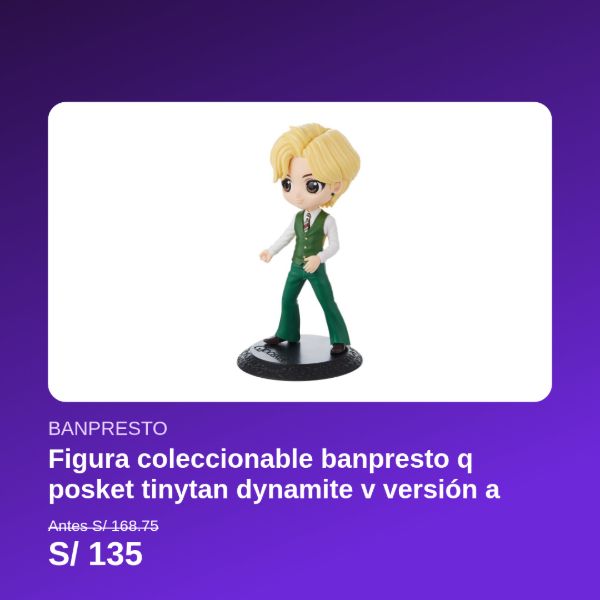 BANPRESTO
Figura coleccionable banpresto q
posket tinytan dynamite v versión a
Antes S/ 168.75
S/ 135